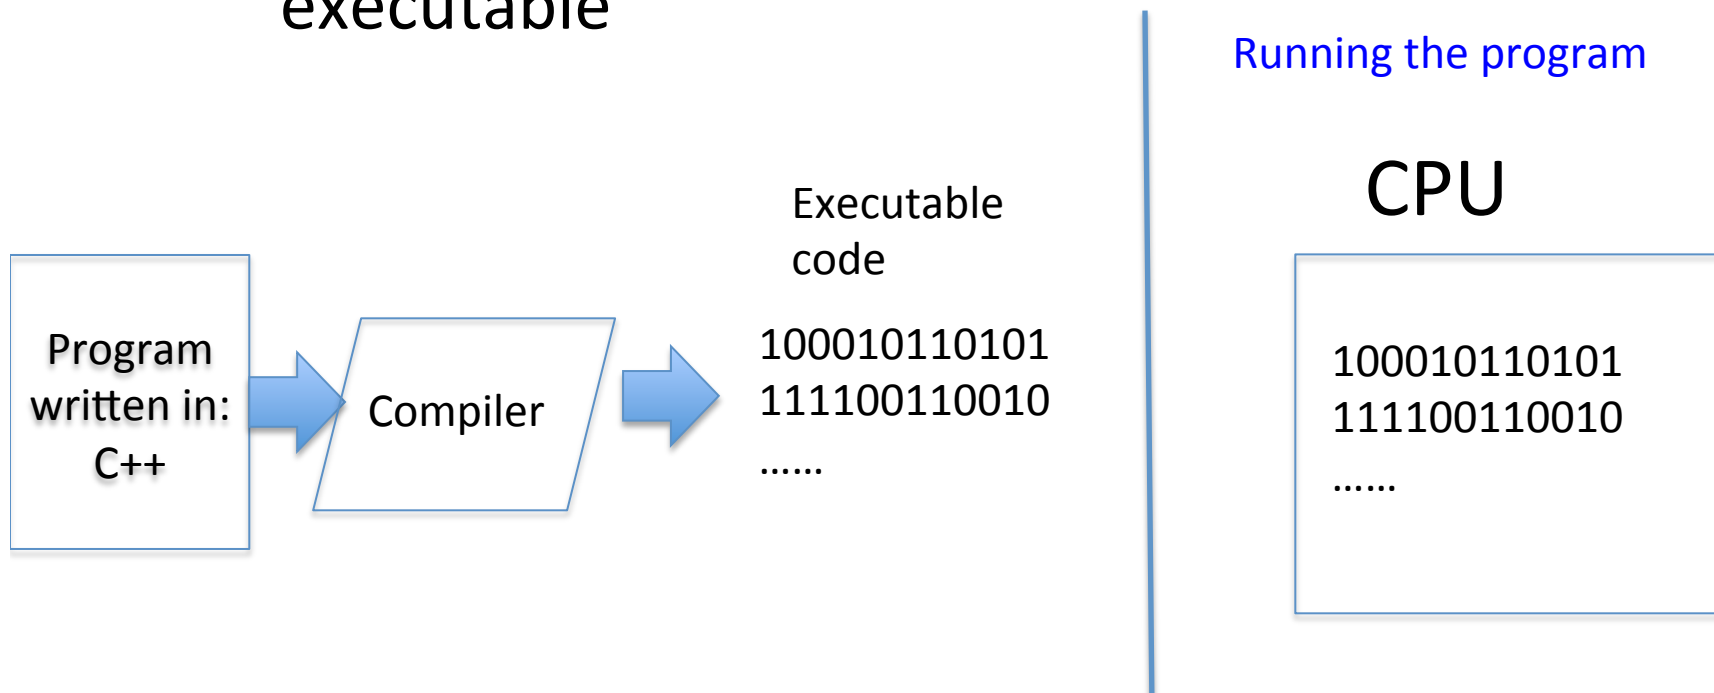 executable
Program
written in:
C++
Compiler
Executable
code
100010110101
111100110010
......
Running the program
CPU
100010110101
111100110010
......